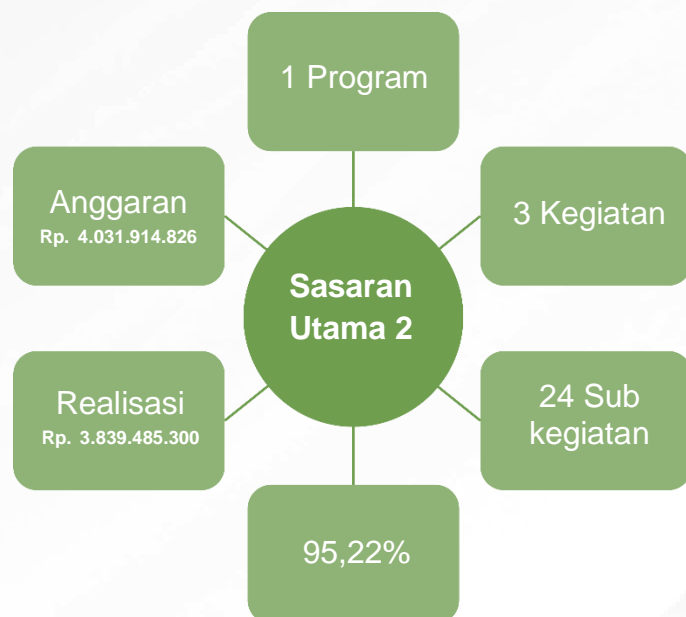 1 Program
Anggaran
Rp. 4.031.914.826
3 Kegiatan
Sasaran
Utama 2
Realisasi
Rp. 3.839.485.300
24 Sub
kegiatan
95,22%